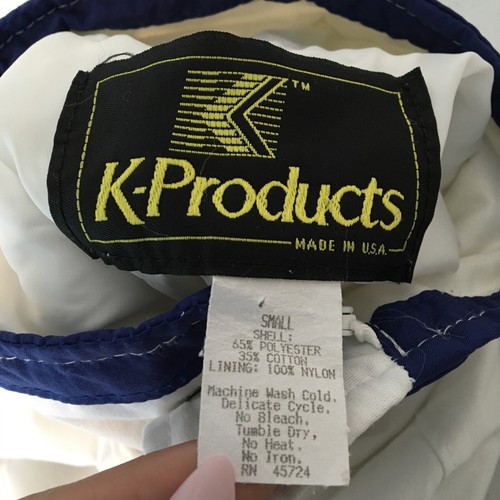 TM
K-Products
MADE IN U.S.A.
SMALL
SHELL:
65% POLYESTER
35% COTTON
LINING: 100% NYLON
Machine Wash Cold.
Delicate Cycle.
No Bleach.
Tumble Dry,
No Heat.
No Iron.
RN 45724